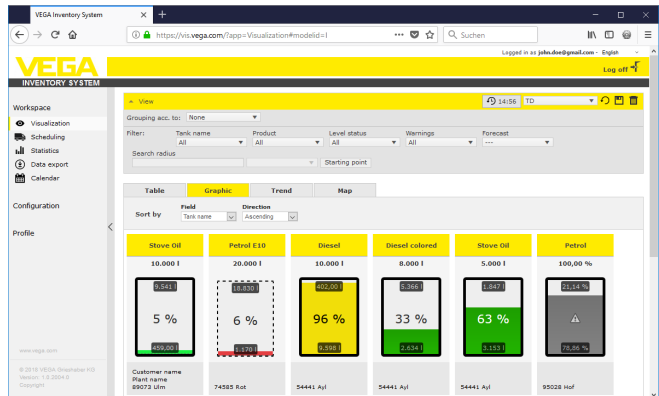 VEGA Inventory System
https://vis.vega.com/?app=Visualization#modelid=l
Suchen
Logged in as john.doe@gmail.com - English
VEGA
Log off
INVENTORY SYSTEM
Workspace
Visualization
Scheduling
Statistics
Data export
Calendar
Configuration
Profile
View
14:56 TD
Grouping acc. to: None
Filter: Tank name Product Level status Warnings Forecast
All All All All ---
Search radius
Starting point
Table Graphic Trend Map
Sort by Field Direction
Tank name Ascending
Stove Oil Petrol E10 Diesel Diesel colored Stove Oil Petrol
10.000 l 20.000 l 10.000 l 8.000 l 5.000 l 100,00 %
9.541 l 18.830 l 402,00 l 5.366 l 1.847 l 21,14 %
5 % 6 % 96 % 33 % 63 %
459,00 l 1.170 l 9.598 l 2.634 l 3.153 l 78,86 %
Customer name
Plant name
89073 Ulm 74585 Rot 54441 Ayl 54441 Ayl 54441 Ayl 95028 Hof
www.vega.com
Version: 1.0.2604.0
Copyright